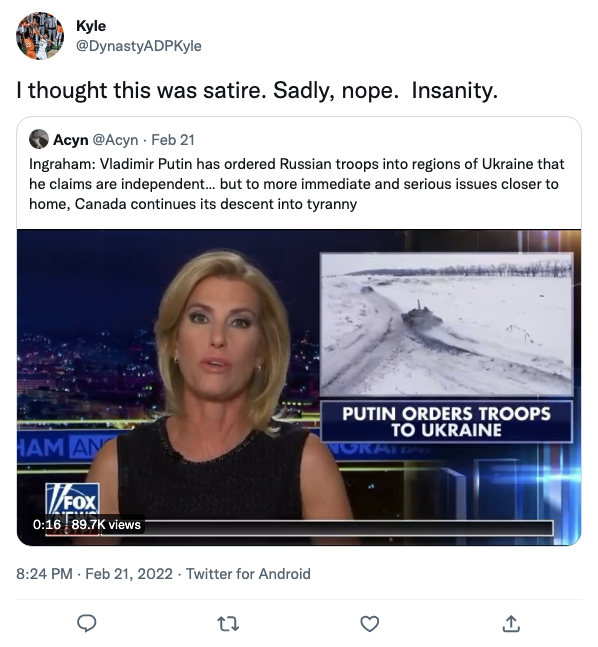 Kyle
@DynastyADPKyle
I thought this was satire. Sadly, nope. Insanity.
Acyn @Acyn · Feb 21
Ingraham: Vladimir Putin has ordered Russian troops into regions of Ukraine that
he claims are independent... but to more immediate and serious issues closer to
home, Canada continues its descent into tyranny
PUTIN ORDERS TROOPS
TO UKRAINE
FOX
NEWS
0:16 89.7K views
8:24 PM · Feb 21, 2022 · Twitter for Android